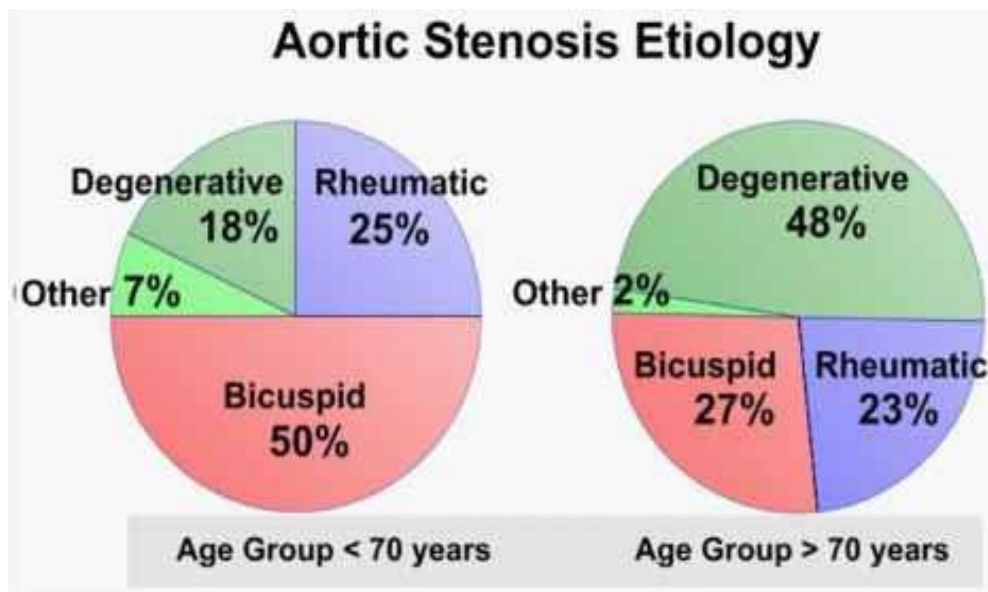 Aortic Stenosis Etiology
Degenerative
18%
Rheumatic
25%
Other 7%
Bicuspid
50%
Age Group < 70 years
Degenerative
48%
Other 2%
Bicuspid
27%
Rheumatic
23%
Age Group > 70 years